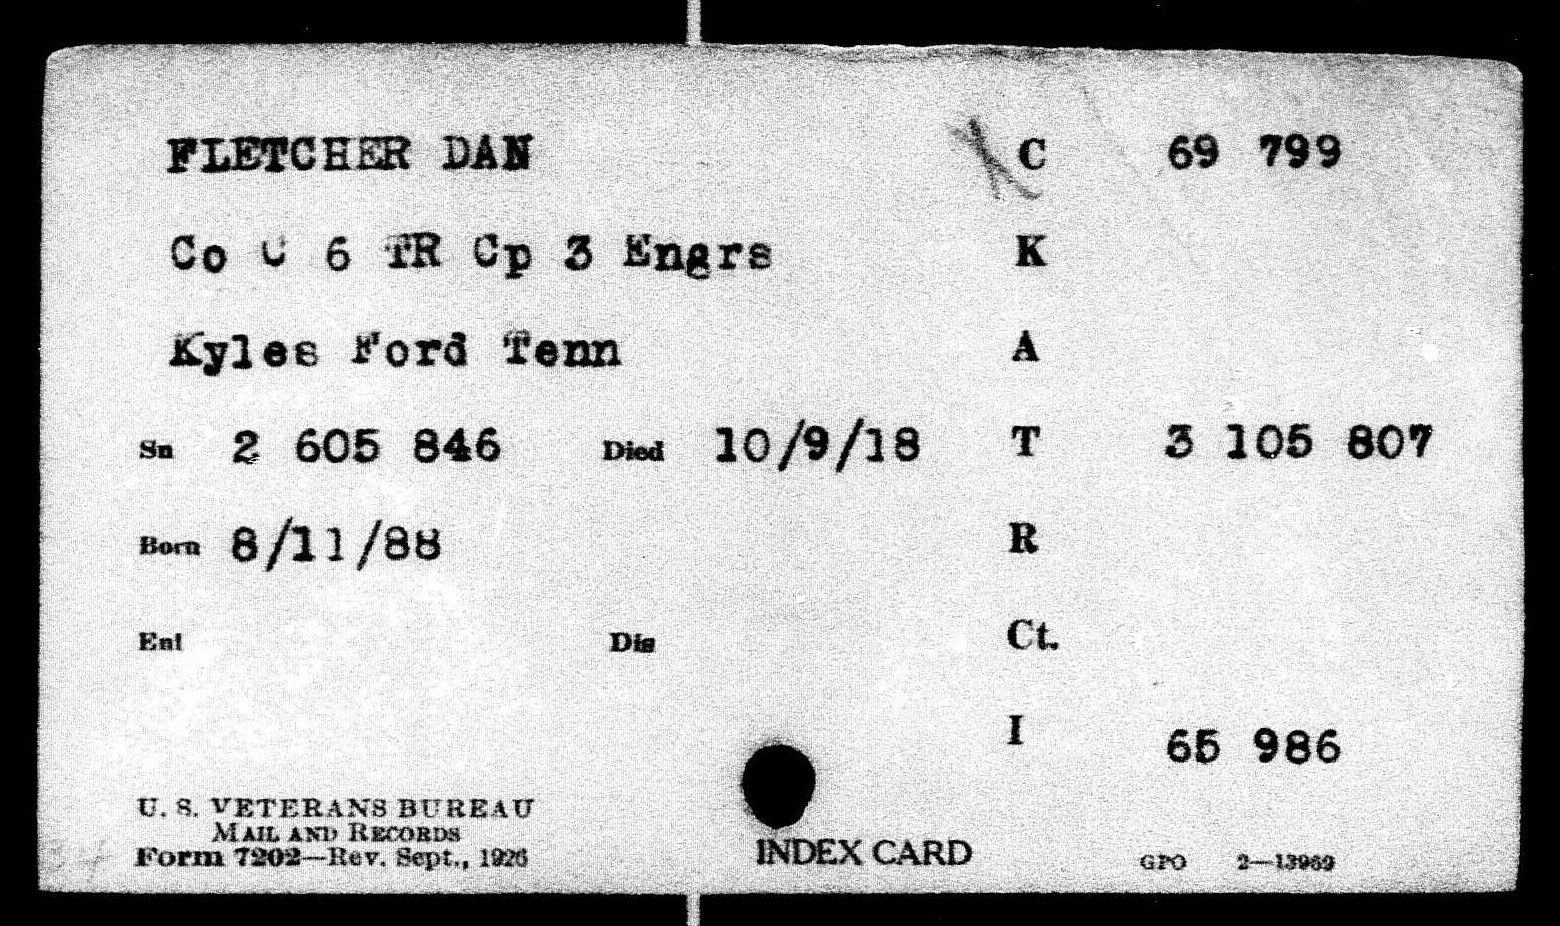 FLETCHER DAN C 69 799
Co C 6 TR Cp 3 Engrs K
Kyles Ford Tenn A
Sn 2 605 846 Died 10/9/18 T 3 105 807
Born 8/11/88 R
Enl Dis Ct.
I 65 986
U. S. VETERANS BUREAU
MAIL AND RECORDS
Form 7202—Rev. Sept., 1926
INDEX CARD
GPO 2—13969